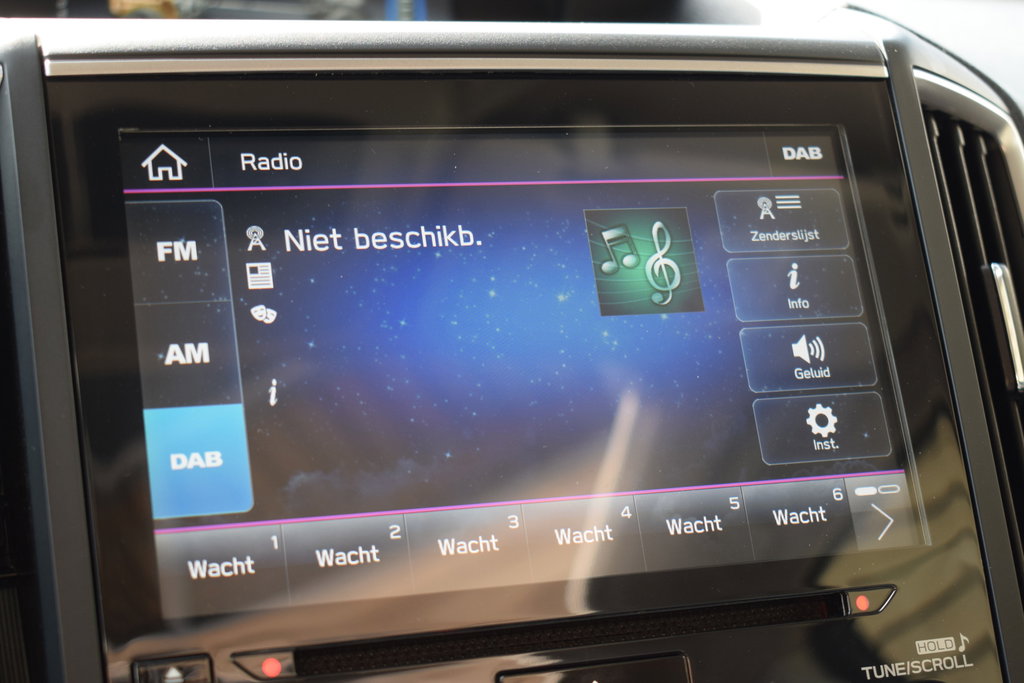 Radio
DAB
FM
AM
DAB
Niet beschikb.
Zenderslijst
i
Info
Geluid
Inst.
i
Wacht 1
Wacht 2
Wacht 3
Wacht 4
Wacht 5
Wacht 6
HOLD
TUNE/SCROLL